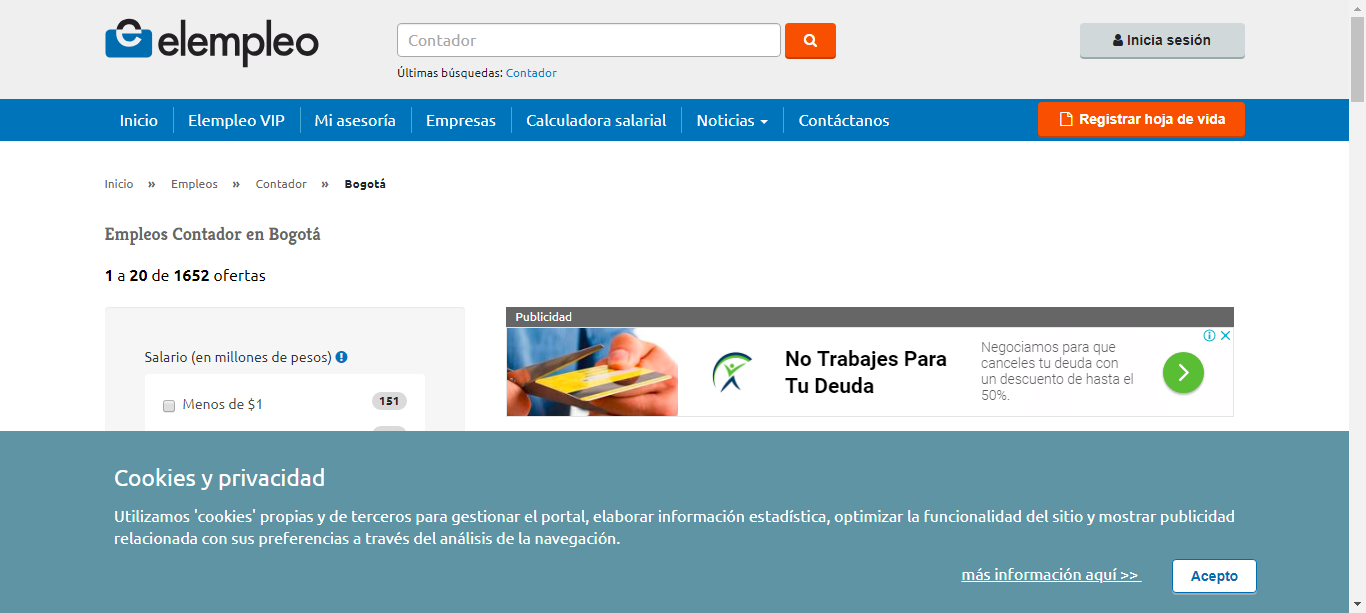 elempleo
Contador
Últimas búsquedas: Contador
Inicia sesión
Inicio
Elempleo VIP
Mi asesoría
Empresas
Calculadora salarial
Noticias
Contáctanos
Registrar hoja de vida
Inicio » Empleos » Contador » Bogotá
Empleos Contador en Bogotá
1 a 20 de 1652 ofertas
Salario (en millones de pesos)
Menos de $1 151
Publicidad
No Trabajes Para
Tu Deuda
Negociamos para que
canceles tu deuda con
un descuento de hasta el
50%.
Cookies y privacidad
Utilizamos 'cookies' propias y de terceros para gestionar el portal, elaborar información estadística, optimizar la funcionalidad del sitio y mostrar publicidad
relacionada con sus preferencias a través del análisis de la navegación.
más información aquí >>
Acepto